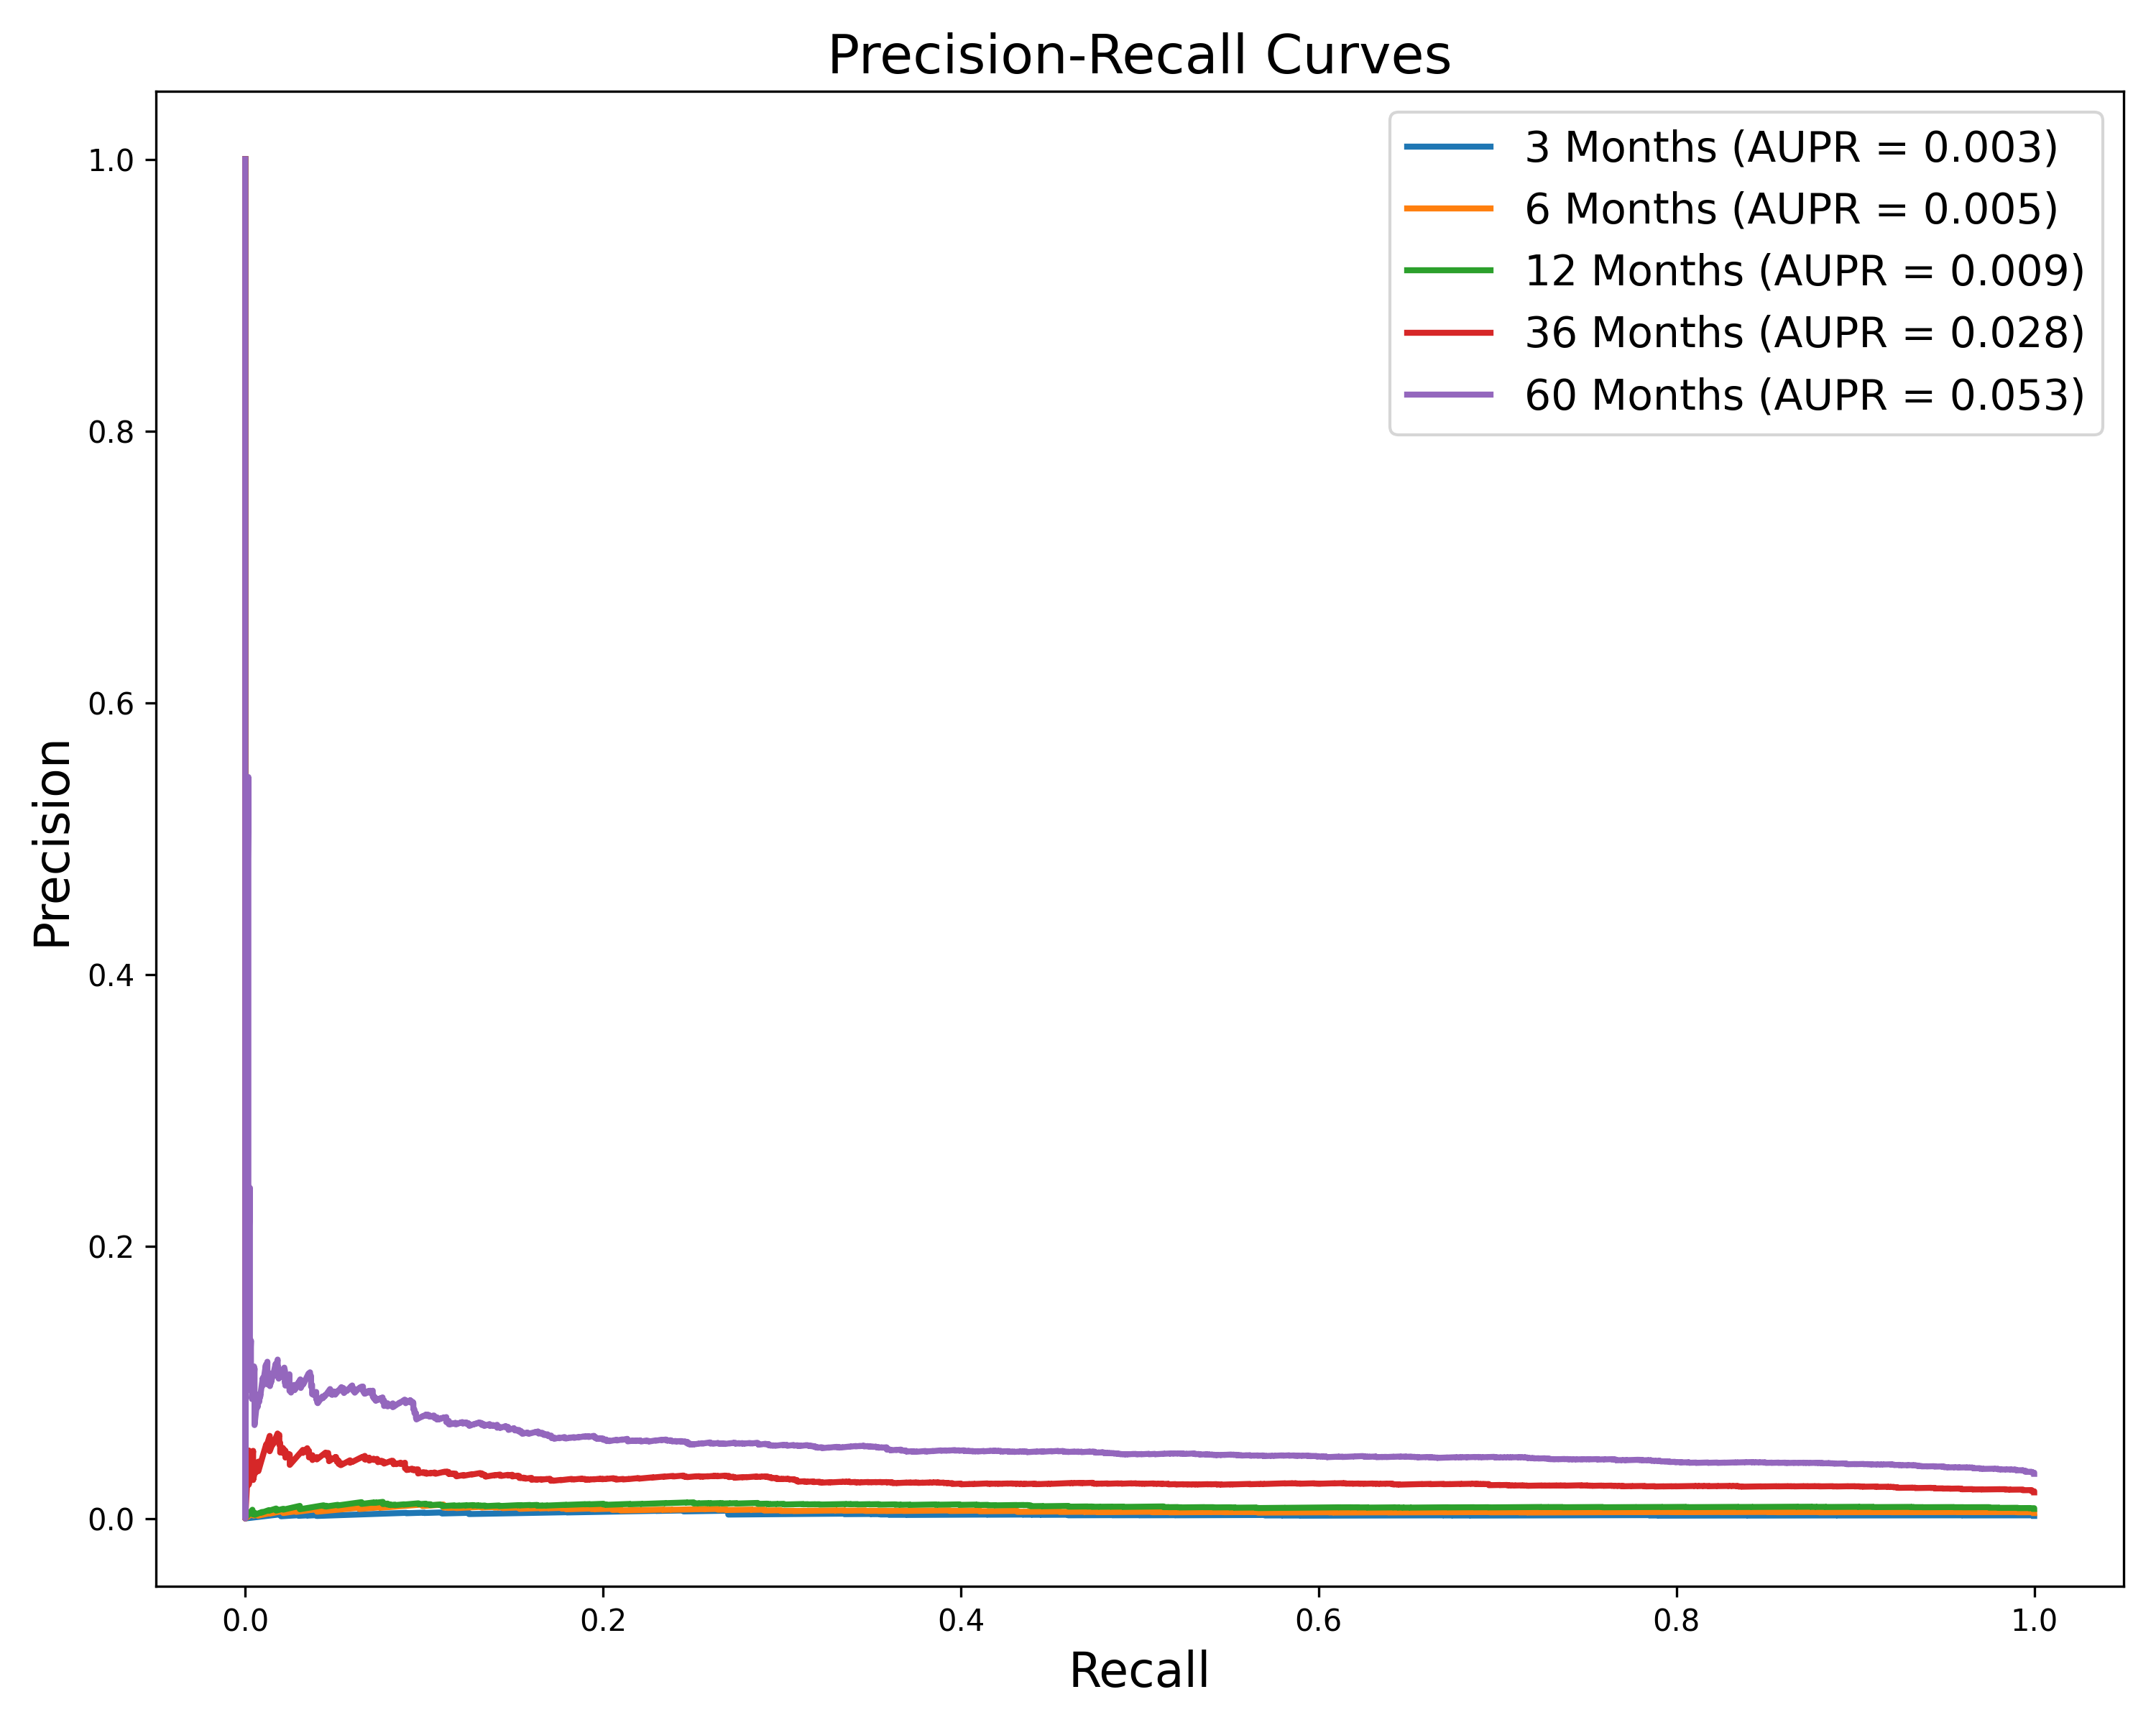 Precision-Recall Curves
3 Months (AUPR = 0.003)
6 Months (AUPR = 0.005)
12 Months (AUPR = 0.009)
36 Months (AUPR = 0.028)
60 Months (AUPR = 0.053)
Precision
1.0
0.8
0.6
0.4
0.2
0.0
0.0 0.2 0.4 0.6 0.8 1.0
Recall